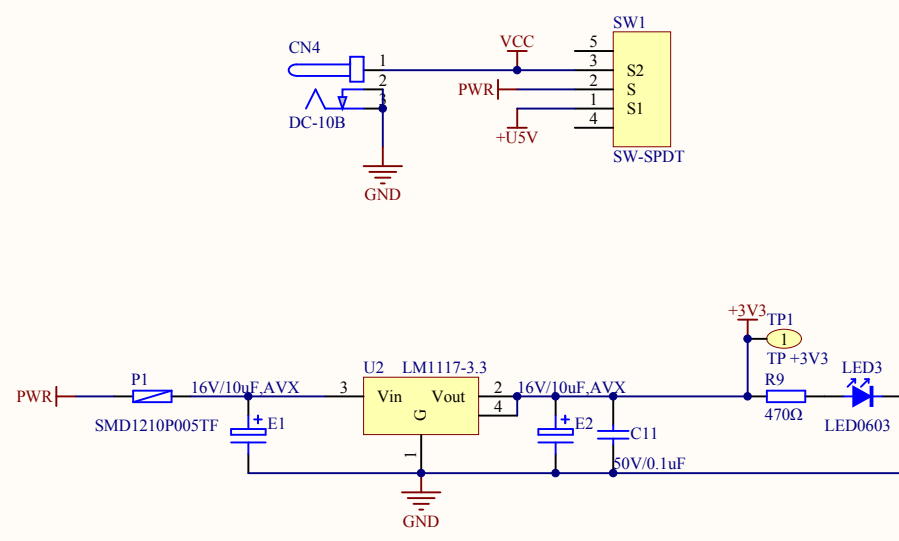 SW1
CN4
VCC
5
3
S2
1
2
3
PWR
2
S
1
S1
4
DC-10B
+U5V
SW-SPDT
GND
+3V3
TP1
1
TP +3V3
P1
U2
LM1117-3.3
R9
LED3
PWR
16V/10uF,AVX
3
Vin
Vout
2
4
16V/10uF,AVX
G
SMD1210P005TF
E1
E2
C11
470Ω
LED0603
1
50V/0.1uF
GND